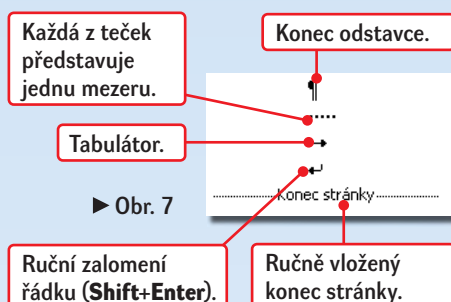 Každá z teček
představuje
jednu mezeru.
Konec odstavce.
¶
....
Tabulátor.
→
↵
► Obr. 7
Konec stránky
Ruční zalomení
řádku (Shift+Enter).
Ručně vložený
konec stránky.